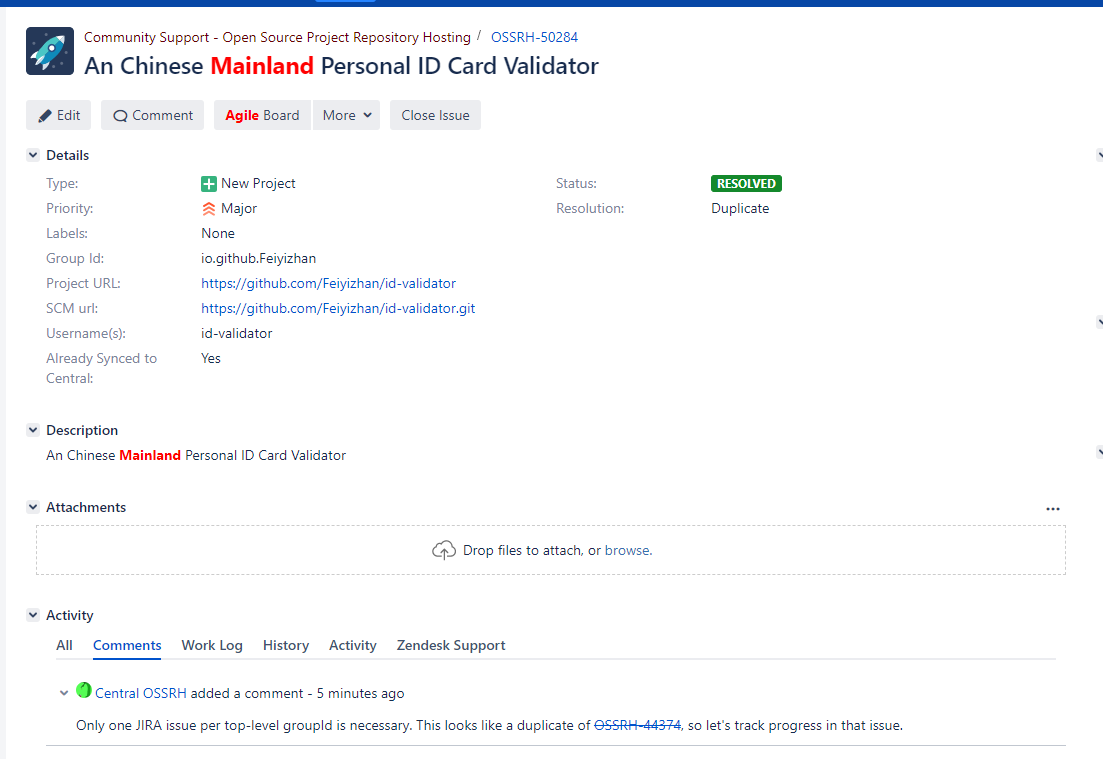 Community Support - Open Source Project Repository Hosting / OSSRH-50284
An Chinese Mainland Personal ID Card Validator
Edit Comment Agile Board More Close Issue
Details
Type: New Project Status: RESOLVED
Priority: Major Resolution: Duplicate
Labels: None
Group Id: io.github.Feiyizhan
Project URL: https://github.com/Feiyizhan/id-validator
SCM url: https://github.com/Feiyizhan/id-validator.git
Username(s): id-validator
Already Synced to Yes
Central:
Description
An Chinese Mainland Personal ID Card Validator
Attachments ...
Drop files to attach, or browse.
Activity
All Comments Work Log History Activity Zendesk Support
Central OSSRH added a comment - 5 minutes ago
Only one JIRA issue per top-level groupId is necessary. This looks like a duplicate of OSSRH-44374, so let's track progress in that issue.